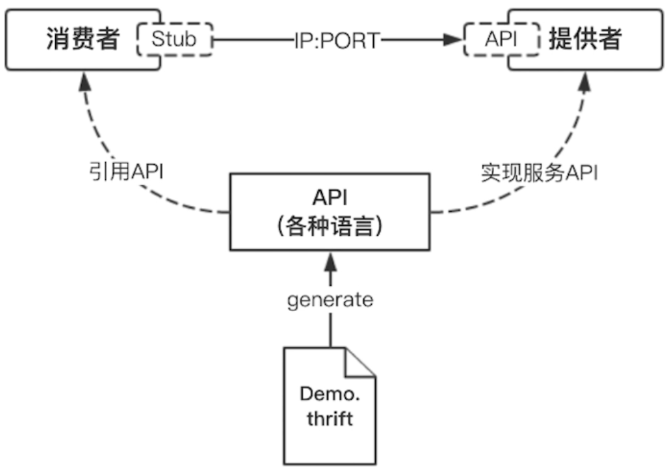 消费者
Stub
IP:PORT
API
提供者
引用API
实现服务API
API
(各种语言)
generate
Demo.
thrift